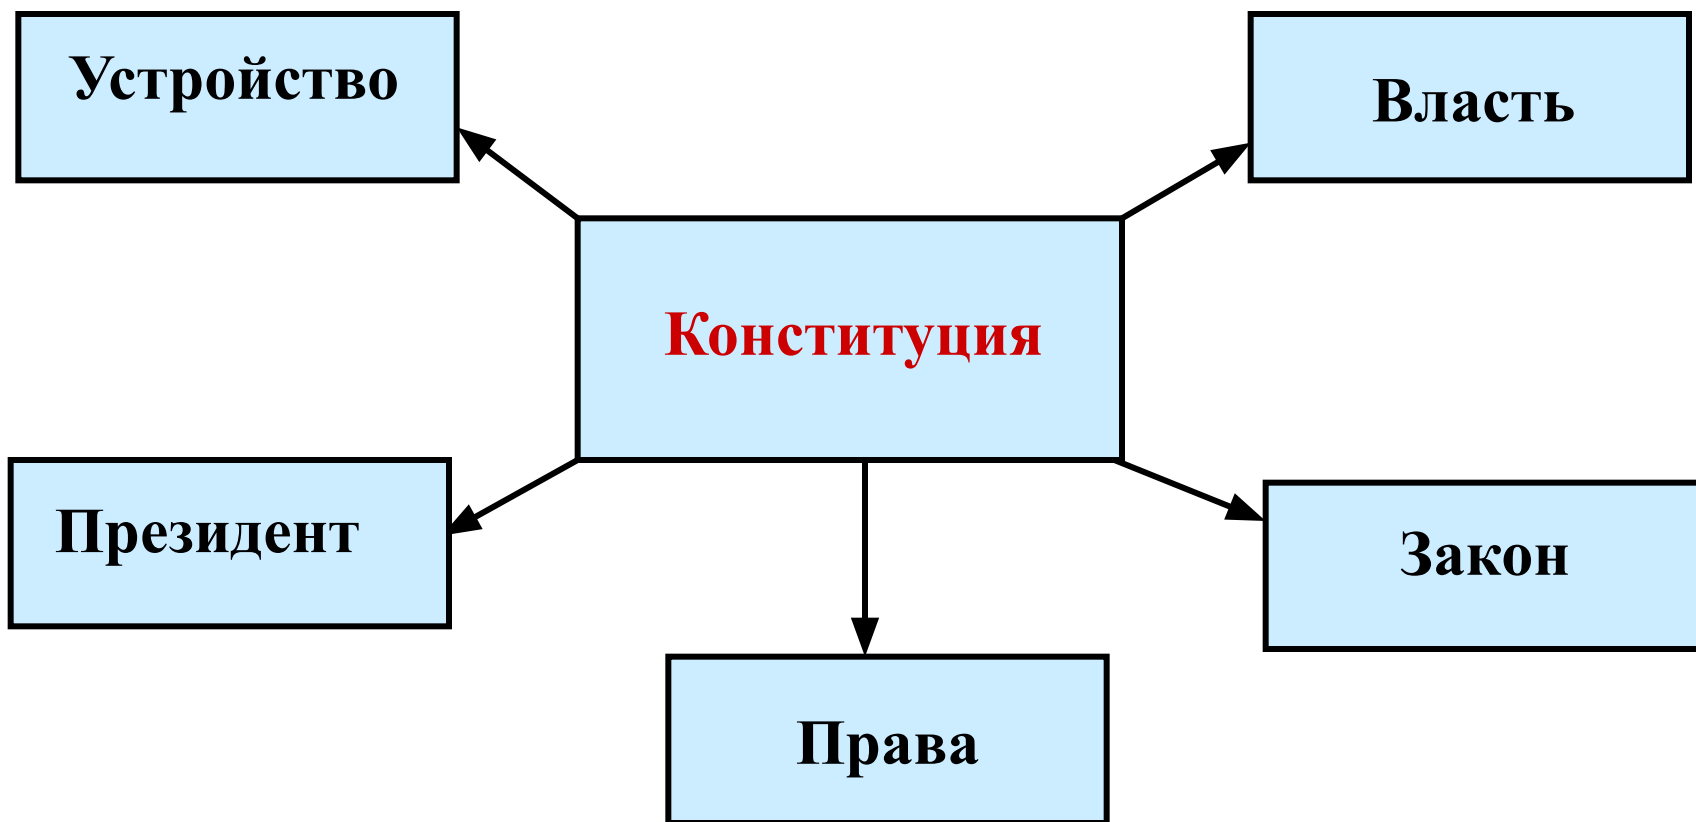 Устройство
Власть
Конституция
Президент
Закон
Права